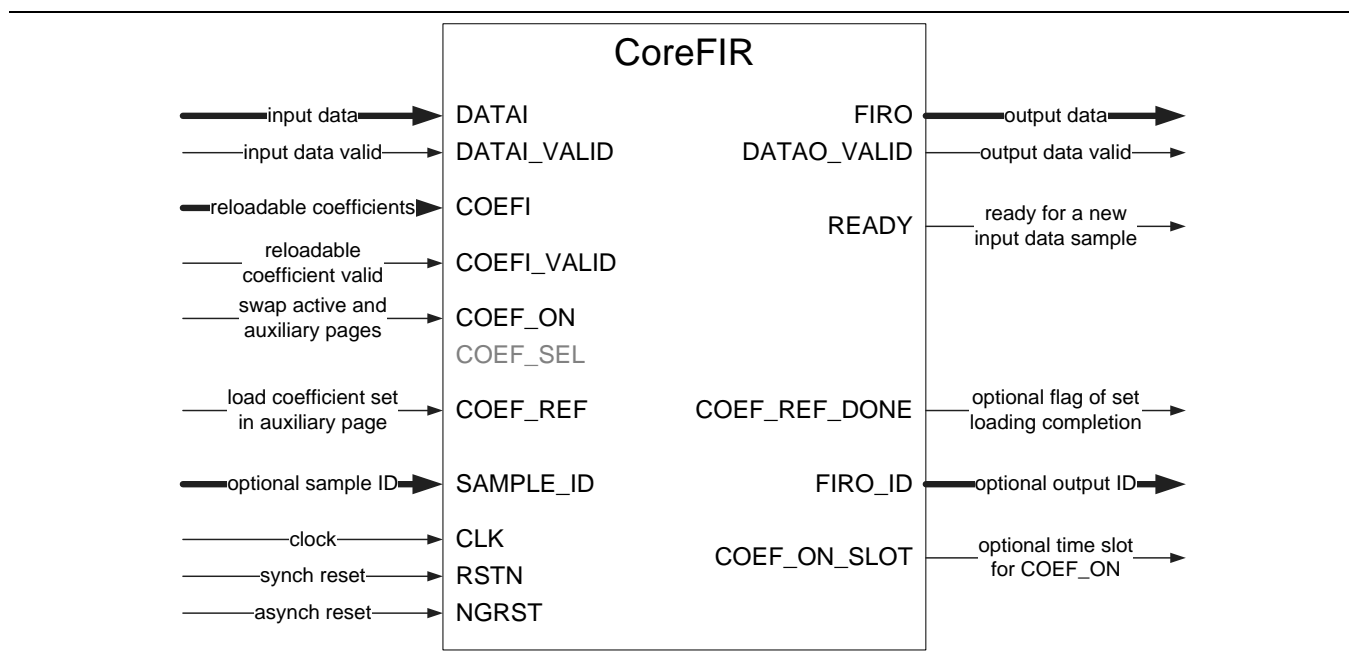 CoreFIR
input data DATAI FIRO output data
input data valid DATAI_VALID DATAO_VALID output data valid
reloadable coefficients COEFI
READY ready for a new
input data sample
reloadable
coefficient valid COEFI_VALID
swap active and
auxiliary pages COEF_ON
COEF_SEL
load coefficient set
in auxiliary page COEF_REF
COEF_REF_DONE optional flag of set
loading completion
optional sample ID SAMPLE_ID FIRO_ID optional output ID
clock CLK
COEF_ON_SLOT optional time slot
for COEF_ON
synch reset RSTN
asynch reset NGRST